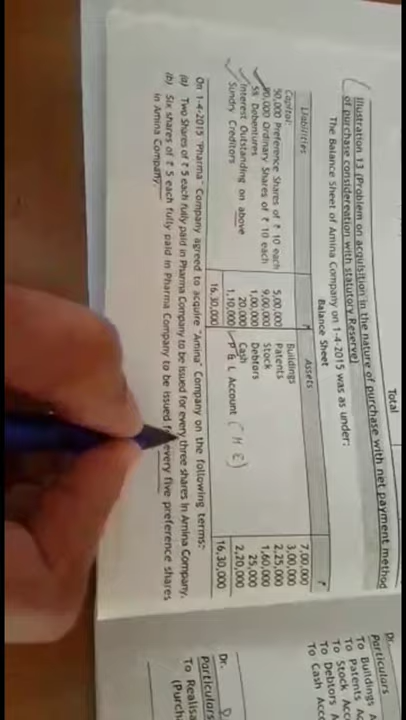 Total
Illustration 13 (Problem on acquisition in the nature of purchase with net payment method
of purchase considereation with statutory Reserve)
The Balance Sheet of Amina Company on 1-4-2015 was as under:
Balance Sheet
Liabilities ₹ Assets ₹
Capital: Buildings 7,00,000
50,000 Preference Shares of ₹ 10 each 5,00,000 Patents 3,00,000
90,000 Ordinary Shares of ₹ 10 each 9,00,000 Stock 2,25,000
5% Debentures 1,00,000 Debtors 1,60,000
Interest Outstanding on above 20,000 Cash 25,000
Sundry Creditors 1,10,000 P & L Account 2,20,000
16,30,000 16,30,000
On 1-4-2015 "Pharma" Company agreed to acquire "Amina" Company on the following terms:-
(a) Two Shares of ₹ 5 each fully paid in Pharma Company to be issued for every three shares in Amina Company.
(b) Six shares of ₹ 5 each fully paid in Pharma Company to be issued every five preference shares
in Amina Company.
Dr.
Particulars
To Buildings
To Patents
To Stock
To Debtors
To Cash
Dr.
Particulars
To